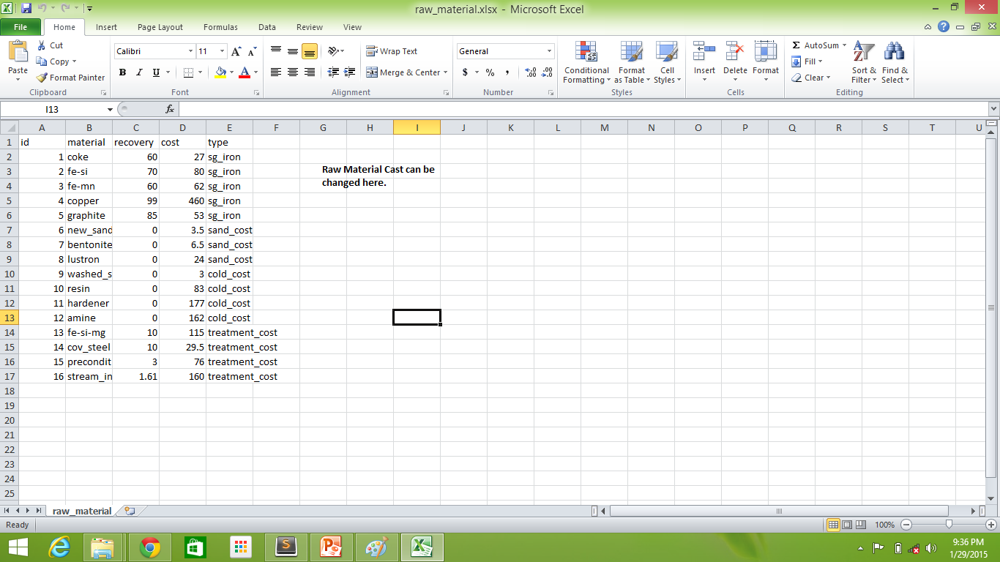 raw_material.xlsx - Microsoft Excel
File Home Insert Page Layout Formulas Data Review View
Paste Cut Copy Format Painter
Calibri 11
B I U
Wrap Text
Merge & Center
General
$ % ,
Conditional Formatting Format as Table Cell Styles
Insert Delete Format
Σ AutoSum Fill Clear
Sort & Filter Find & Select
Clipboard Font Alignment Number Styles Cells Editing
I13 fx
A B C D E F G H I J K L M N O P Q R S T U
1 id material recovery cost type
2 1 coke 60 27 sg_iron
3 2 fe-si 70 80 sg_iron
Raw Material Cast can be
changed here.
4 3 fe-mn 60 62 sg_iron
5 4 copper 99 460 sg_iron
6 5 graphite 85 53 sg_iron
7 6 new_sand 0 3.5 sand_cost
8 7 bentonite 0 6.5 sand_cost
9 8 lustron 0 24 sand_cost
10 9 washed_s 0 3 cold_cost
11 10 resin 0 83 cold_cost
12 11 hardener 0 177 cold_cost
13 12 amine 0 162 cold_cost
14 13 fe-si-mg 10 115 treatment_cost
15 14 cov_steel 10 29.5 treatment_cost
16 15 precondit 3 76 treatment_cost
17 16 stream_in 1.61 160 treatment_cost
18
19
20
21
22
23
24
25
raw_material
Ready 100%
9:36 PM
1/29/2015